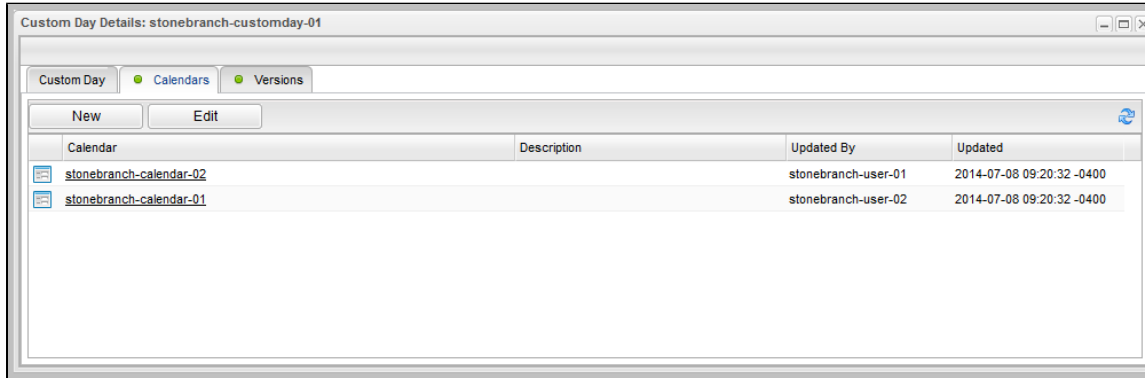 Custom Day Details: stonebranch-customday-01
Custom Day Calendars Versions
New Edit
Calendar Description Updated By Updated
stonebranch-calendar-02 stonebranch-user-01 2014-07-08 09:20:32 -0400
stonebranch-calendar-01 stonebranch-user-02 2014-07-08 09:20:32 -0400